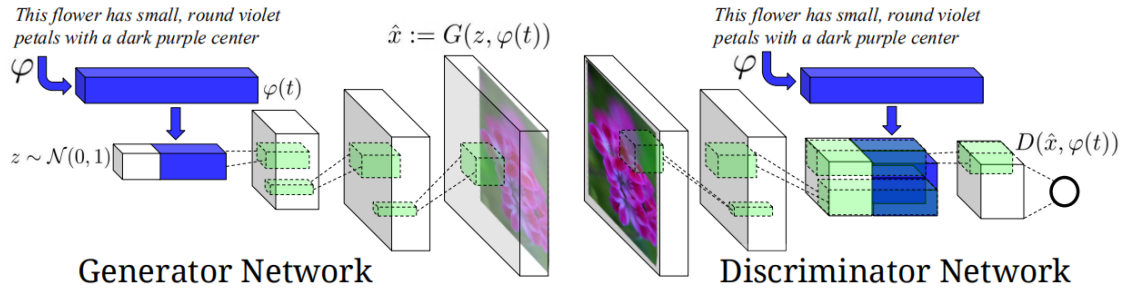 This flower has small, round violet
petals with a dark purple center
φ
φ(t)
z ∼ 𝒩(0, 1)
x̂ := G(z, φ(t))
Generator Network
This flower has small, round violet
petals with a dark purple center
φ
D(x̂, φ(t))
Discriminator Network